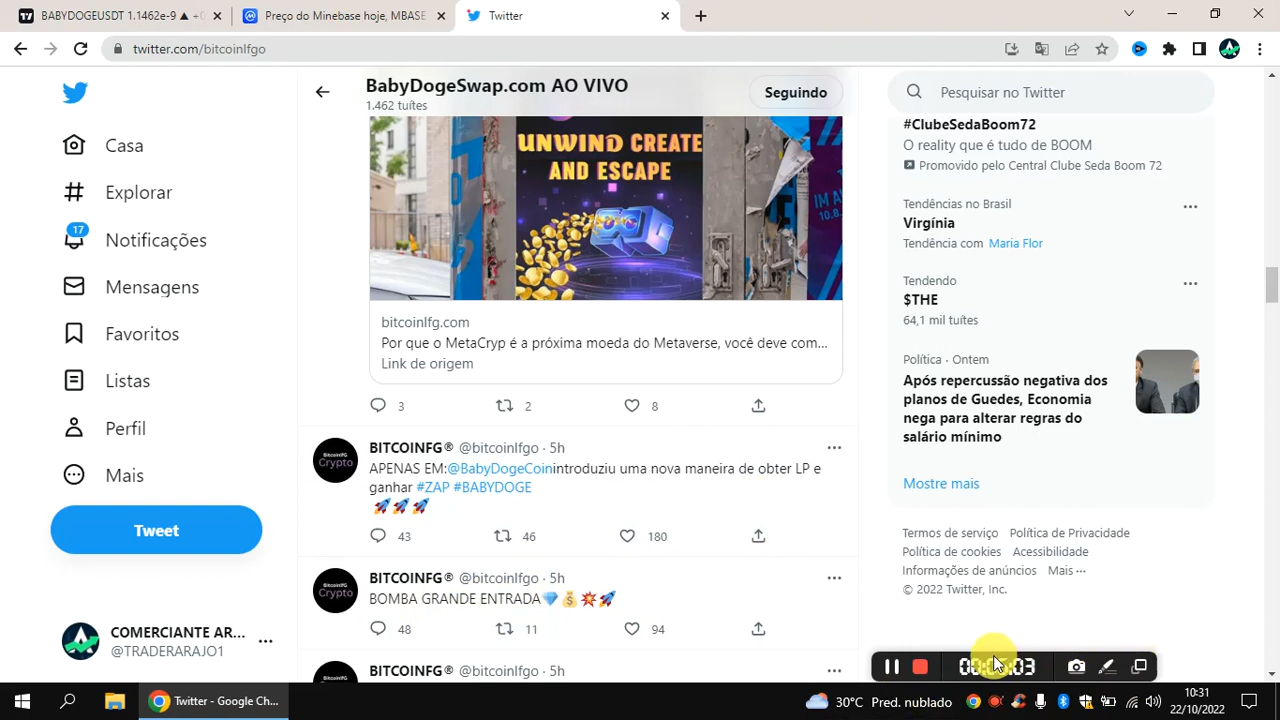 BABYDOGEUSDT 1.1462e-9 ▲ +0.
Preço do Minebase hoje, MBASE
Twitter
twitter.com/bitcoinlfgo
BabyDogeSwap.com AO VIVO
1.462 tuítes
Seguindo
Pesquisar no Twitter
Casa
Explorar
17
Notificações
Mensagens
Favoritos
Listas
Perfil
Mais
Tweet
COMERCIANTE AR...
@TRADERARAJO1
UNWIND CREATE
AND ESCAPE
10.8.
bitcoinlfg.com
Por que o MetaCryp é a próxima moeda do Metaverse, você deve com...
Link de origem
3 2 8
BitcoinFG
Crypto
BITCOINFG® @bitcoinlfgo · 5h
APENAS EM:@BabyDogeCoinintroduziu uma nova maneira de obter LP e
ganhar #ZAP #BABYDOGE
🚀🚀🚀
43 46 180
BitcoinFG
Crypto
BITCOINFG® @bitcoinlfgo · 5h
BOMBA GRANDE ENTRADA💎💰💥🚀
48 11 94
BITCOINFG® @bitcoinlfgo · 5h
#ClubeSedaBoom72
O reality que é tudo de BOOM
Promovido pelo Central Clube Seda Boom 72
Tendências no Brasil
Virgínia
Tendência com Maria Flor
Tendendo
$THE
64,1 mil tuítes
Política · Ontem
Após repercussão negativa dos
planos de Guedes, Economia
nega para alterar regras do
salário mínimo
Mostre mais
Termos de serviço Política de Privacidade
Política de cookies Acessibilidade
Informações de anúncios Mais ···
© 2022 Twitter, Inc.
Twitter - Google Ch...
30°C Pred. nublado
10:31
22/10/2022